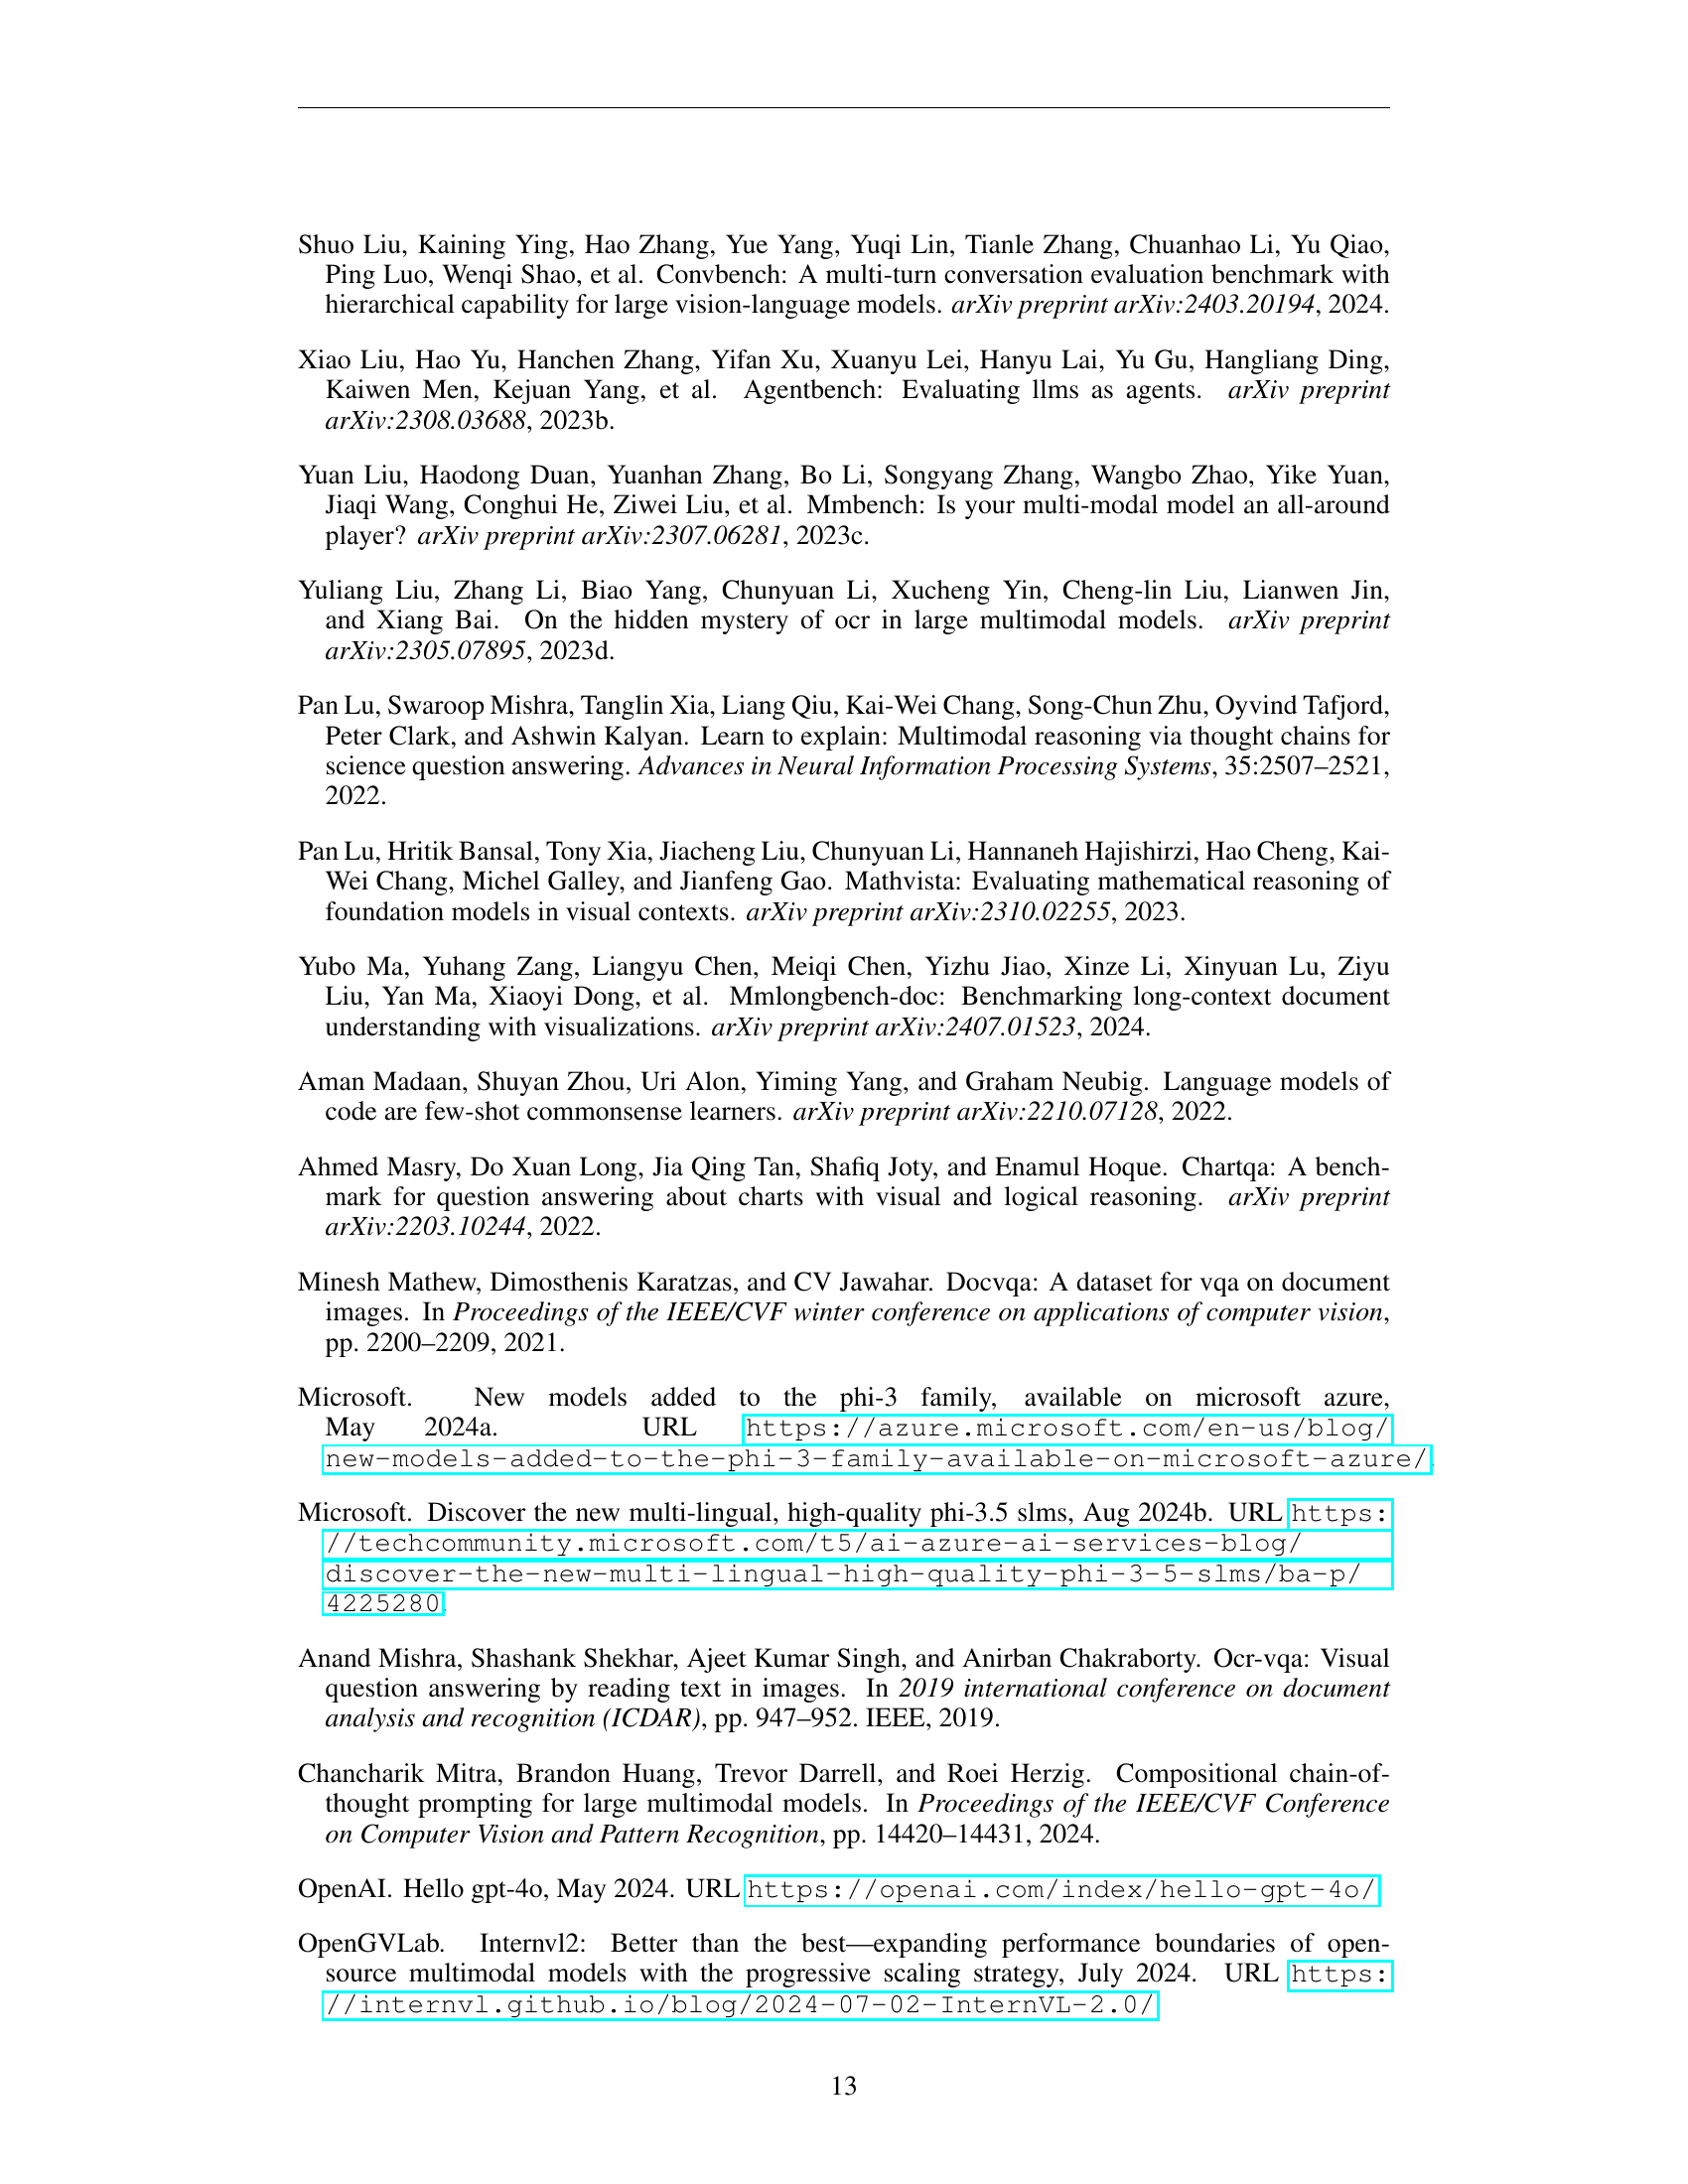 Shuo Liu, Kaining Ying, Hao Zhang, Yue Yang, Yuqi Lin, Tianle Zhang, Chuanhao Li, Yu Qiao,
Ping Luo, Wenqi Shao, et al. Convbench: A multi-turn conversation evaluation benchmark with
hierarchical capability for large vision-language models. arXiv preprint arXiv:2403.20194, 2024.
Xiao Liu, Hao Yu, Hanchen Zhang, Yifan Xu, Xuanyu Lei, Hanyu Lai, Yu Gu, Hangliang Ding,
Kaiwen Men, Kejuan Yang, et al. Agentbench: Evaluating llms as agents. arXiv preprint
arXiv:2308.03688, 2023b.
Yuan Liu, Haodong Duan, Yuanhan Zhang, Bo Li, Songyang Zhang, Wangbo Zhao, Yike Yuan,
Jiaqi Wang, Conghui He, Ziwei Liu, et al. Mmbench: Is your multi-modal model an all-around
player? arXiv preprint arXiv:2307.06281, 2023c.
Yuliang Liu, Zhang Li, Biao Yang, Chunyuan Li, Xucheng Yin, Cheng-lin Liu, Lianwen Jin,
and Xiang Bai. On the hidden mystery of ocr in large multimodal models. arXiv preprint
arXiv:2305.07895, 2023d.
Pan Lu, Swaroop Mishra, Tanglin Xia, Liang Qiu, Kai-Wei Chang, Song-Chun Zhu, Oyvind Tafjord,
Peter Clark, and Ashwin Kalyan. Learn to explain: Multimodal reasoning via thought chains for
science question answering. Advances in Neural Information Processing Systems, 35:2507–2521,
2022.
Pan Lu, Hritik Bansal, Tony Xia, Jiacheng Liu, Chunyuan Li, Hannaneh Hajishirzi, Hao Cheng, Kai-
Wei Chang, Michel Galley, and Jianfeng Gao. Mathvista: Evaluating mathematical reasoning of
foundation models in visual contexts. arXiv preprint arXiv:2310.02255, 2023.
Yubo Ma, Yuhang Zang, Liangyu Chen, Meiqi Chen, Yizhu Jiao, Xinze Li, Xinyuan Lu, Ziyu
Liu, Yan Ma, Xiaoyi Dong, et al. Mmlongbench-doc: Benchmarking long-context document
understanding with visualizations. arXiv preprint arXiv:2407.01523, 2024.
Aman Madaan, Shuyan Zhou, Uri Alon, Yiming Yang, and Graham Neubig. Language models of
code are few-shot commonsense learners. arXiv preprint arXiv:2210.07128, 2022.
Ahmed Masry, Do Xuan Long, Jia Qing Tan, Shafiq Joty, and Enamul Hoque. Chartqa: A bench-
mark for question answering about charts with visual and logical reasoning. arXiv preprint
arXiv:2203.10244, 2022.
Minesh Mathew, Dimosthenis Karatzas, and CV Jawahar. Docvqa: A dataset for vqa on document
images. In Proceedings of the IEEE/CVF winter conference on applications of computer vision,
pp. 2200–2209, 2021.
Microsoft. New models added to the phi-3 family, available on microsoft azure,
May 2024a. URL https://azure.microsoft.com/en-us/blog/
new-models-added-to-the-phi-3-family-available-on-microsoft-azure/.
Microsoft. Discover the new multi-lingual, high-quality phi-3.5 slms, Aug 2024b. URL https:
//techcommunity.microsoft.com/t5/ai-azure-ai-services-blog/
discover-the-new-multi-lingual-high-quality-phi-3-5-slms/ba-p/
4225280.
Anand Mishra, Shashank Shekhar, Ajeet Kumar Singh, and Anirban Chakraborty. Ocr-vqa: Visual
question answering by reading text in images. In 2019 international conference on document
analysis and recognition (ICDAR), pp. 947–952. IEEE, 2019.
Chancharik Mitra, Brandon Huang, Trevor Darrell, and Roei Herzig. Compositional chain-of-
thought prompting for large multimodal models. In Proceedings of the IEEE/CVF Conference
on Computer Vision and Pattern Recognition, pp. 14420–14431, 2024.
OpenAI. Hello gpt-4o, May 2024. URL https://openai.com/index/hello-gpt-4o/
OpenGVLab. Internvl2: Better than the best—expanding performance boundaries of open-
source multimodal models with the progressive scaling strategy, July 2024. URL https:
//internvl.github.io/blog/2024-07-02-InternVL-2.0/
13